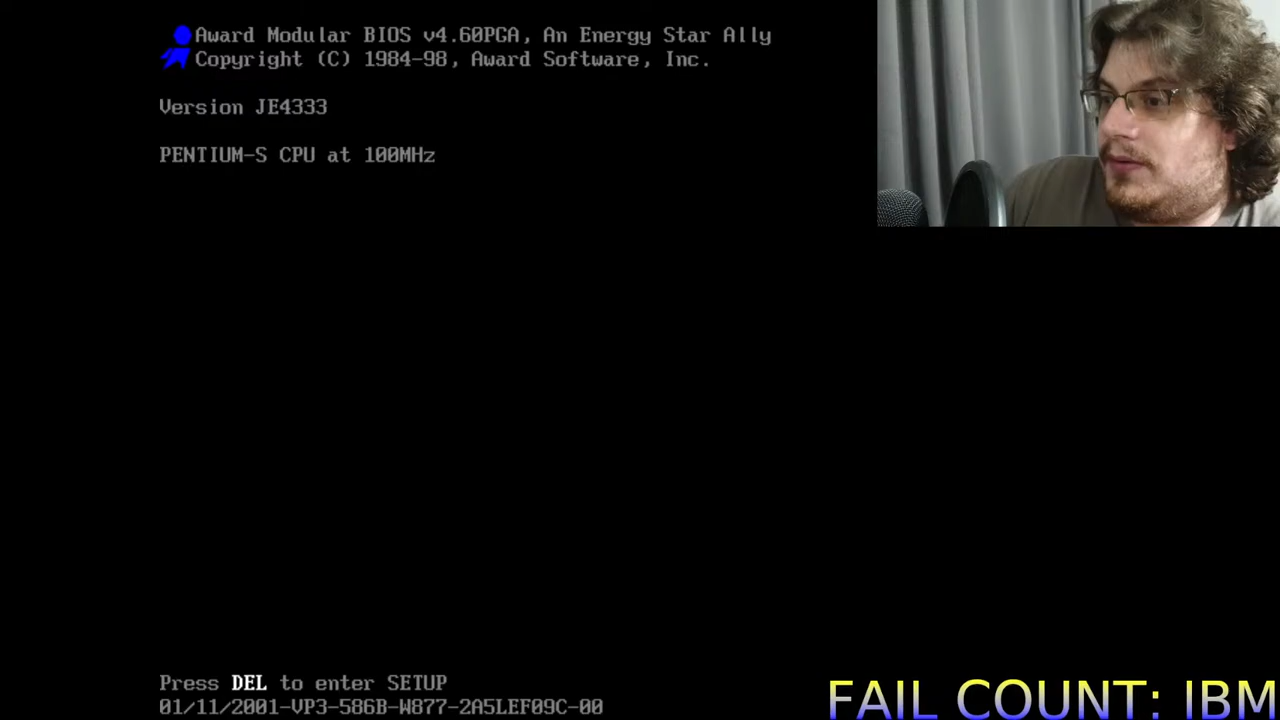 Award Modular BIOS v4.60PGA, An Energy Star Ally
Copyright (C) 1984-98, Award Software, Inc.
Version JE4333
PENTIUM-S CPU at 100MHz
Press DEL to enter SETUP
01/11/2001-VP3-586B-W877-2A5LEF09C-00
FAIL COUNT: IBM